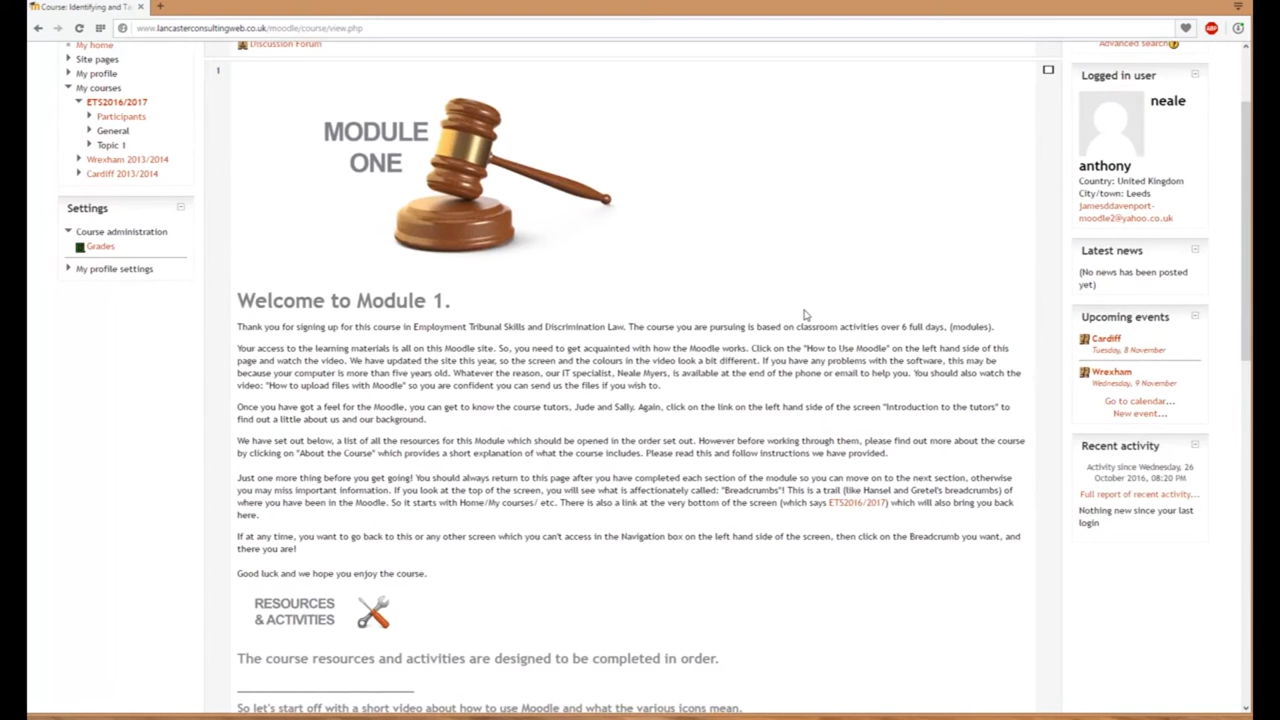 Course: Identifying and Ta
www.lancasterconsultingweb.co.uk/moodle/course/view.php
ABP
My home
Site pages
My profile
My courses
ETS2016/2017
Participants
General
Topic 1
Wrexham 2013/2014
Cardiff 2013/2014
Settings
Course administration
Grades
My profile settings
Discussion Forum
1
MODULE
ONE
Welcome to Module 1.
Thank you for signing up for this course in Employment Tribunal Skills and Discrimination Law. The course you are pursuing is based on classroom activities over 6 full days, (modules).
Your access to the learning materials is all on this Moodle site. So, you need to get acquainted with how the Moodle works. Click on the "How to Use Moodle" on the left hand side of this
page and watch the video. We have updated the site this year, so the screen and the colours in the video look a bit different. If you have any problems with the software, this may be
because your computer is more than five years old. Whatever the reason, our IT specialist, Neale Myers, is available at the end of the phone or email to help you. You should also watch the
video: "How to upload files with Moodle" so you are confident you can send us the files if you wish to.
Once you have got a feel for the Moodle, you can get to know the course tutors, Jude and Sally. Again, click on the link on the left hand side of the screen "Introduction to the tutors" to
find out a little about us and our background.
We have set out below, a list of all the resources for this Module which should be opened in the order set out. However before working through them, please find out more about the course
by clicking on "About the Course" which provides a short explanation of what the course includes. Please read this and follow instructions we have provided.
Just one more thing before you get going! You should always return to this page after you have completed each section of the module so you can move on to the next section, otherwise
you may miss important information. If you look at the top of the screen, you will see what is affectionately called: "Breadcrumbs"! This is a trail (like Hansel and Gretel's breadcrumbs) of
where you have been in the Moodle. So it starts with Home/My courses/ etc. There is also a link at the very bottom of the screen (which says ETS2016/2017) which will also bring you back
here.
If at any time, you want to go back to this or any other screen which you can't access in the Navigation box on the left hand side of the screen, then click on the Breadcrumb you want, and
there you are!
Good luck and we hope you enjoy the course.
RESOURCES
& ACTIVITIES
The course resources and activities are designed to be completed in order.
So let's start off with a short video about how to use Moodle and what the various icons mean.
Advanced search
Logged in user
neale
anthony
Country: United Kingdom
City/town: Leeds
jamesddavenport-
moodle2@yahoo.co.uk
Latest news
(No news has been posted
yet)
Upcoming events
Cardiff
Tuesday, 8 November
Wrexham
Wednesday, 9 November
Go to calendar...
New event...
Recent activity
Activity since Wednesday, 26
October 2016, 08:20 PM
Full report of recent activity...
Nothing new since your last
login